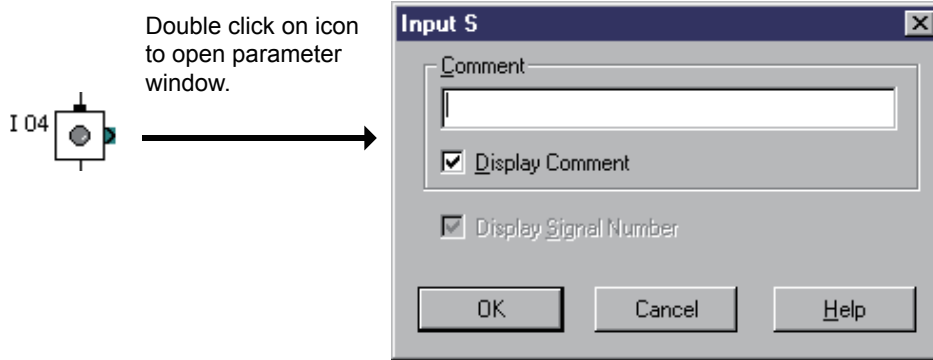 Double click on icon
to open parameter
window.
I 04
Input S
Comment
Display Comment
Display Signal Number
OK
Cancel
Help